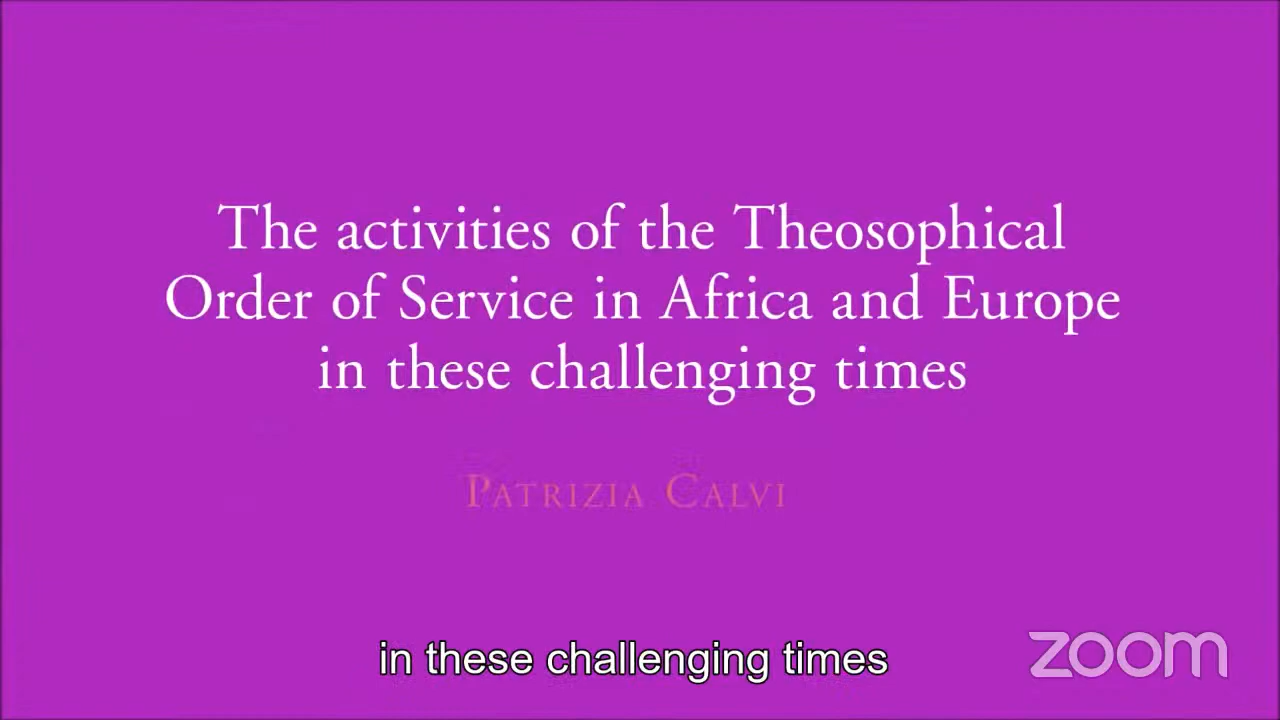 The activities of the Theosophical
Order of Service in Africa and Europe
in these challenging times
PATRIZIA CALVI
in these challenging times
zoom